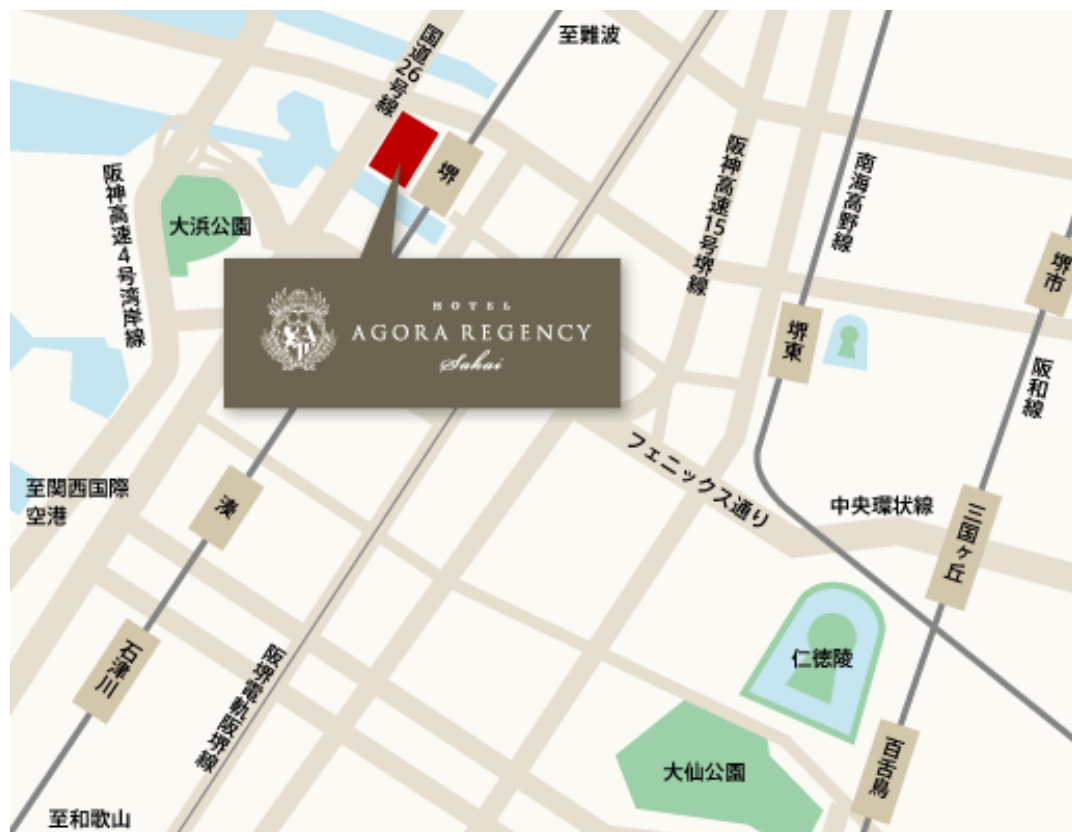 至難波
国道26号線
堺
阪神高速15号堺線
南海高野線
阪神高速4号湾岸線
大浜公園
堺市
HOTEL
AGORA REGENCY
Sakai
堺東
阪和線
フェニックス通り
至関西国際
空港
湊
中央環状線
三国ヶ丘
石津川
阪堺電軌阪堺線
仁徳陵
大仙公園
百舌鳥
至和歌山